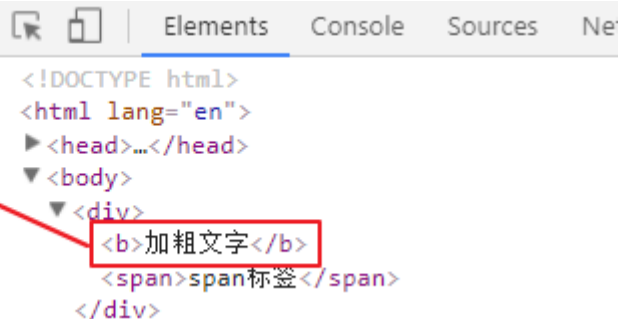 Elements Console Sources Ne
<!DOCTYPE html>
<html lang="en">
▶<head>…</head>
▼<body>
▼<div>
<b>加粗文字</b>
<span>span标签</span>
</div>